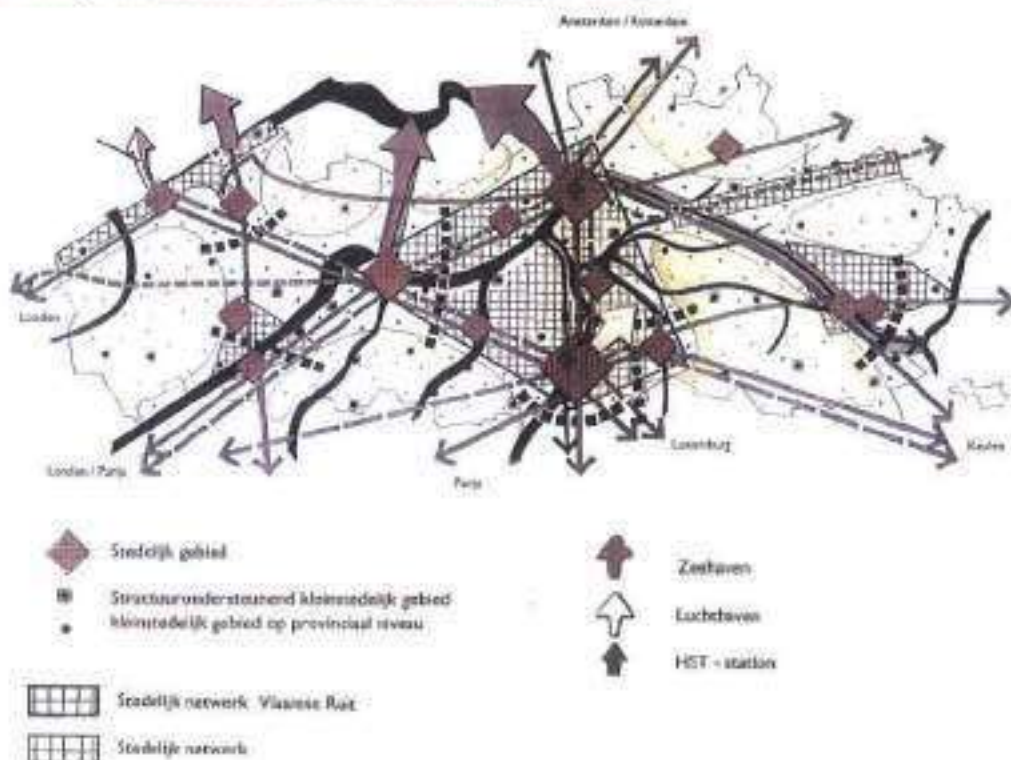 Amsterdam / Rotterdam
Londen
Londen / Parijs
Parijs
Luxemburg
Keulen
Stedelijk gebied
Structuurondersteunend kleinstedelijk gebied
kleinstedelijk gebied op provinciaal niveau
Stedelijk netwerk Vlaamse Ruit
Stedelijk netwerk
Zeehaven
Luchthaven
HST - station